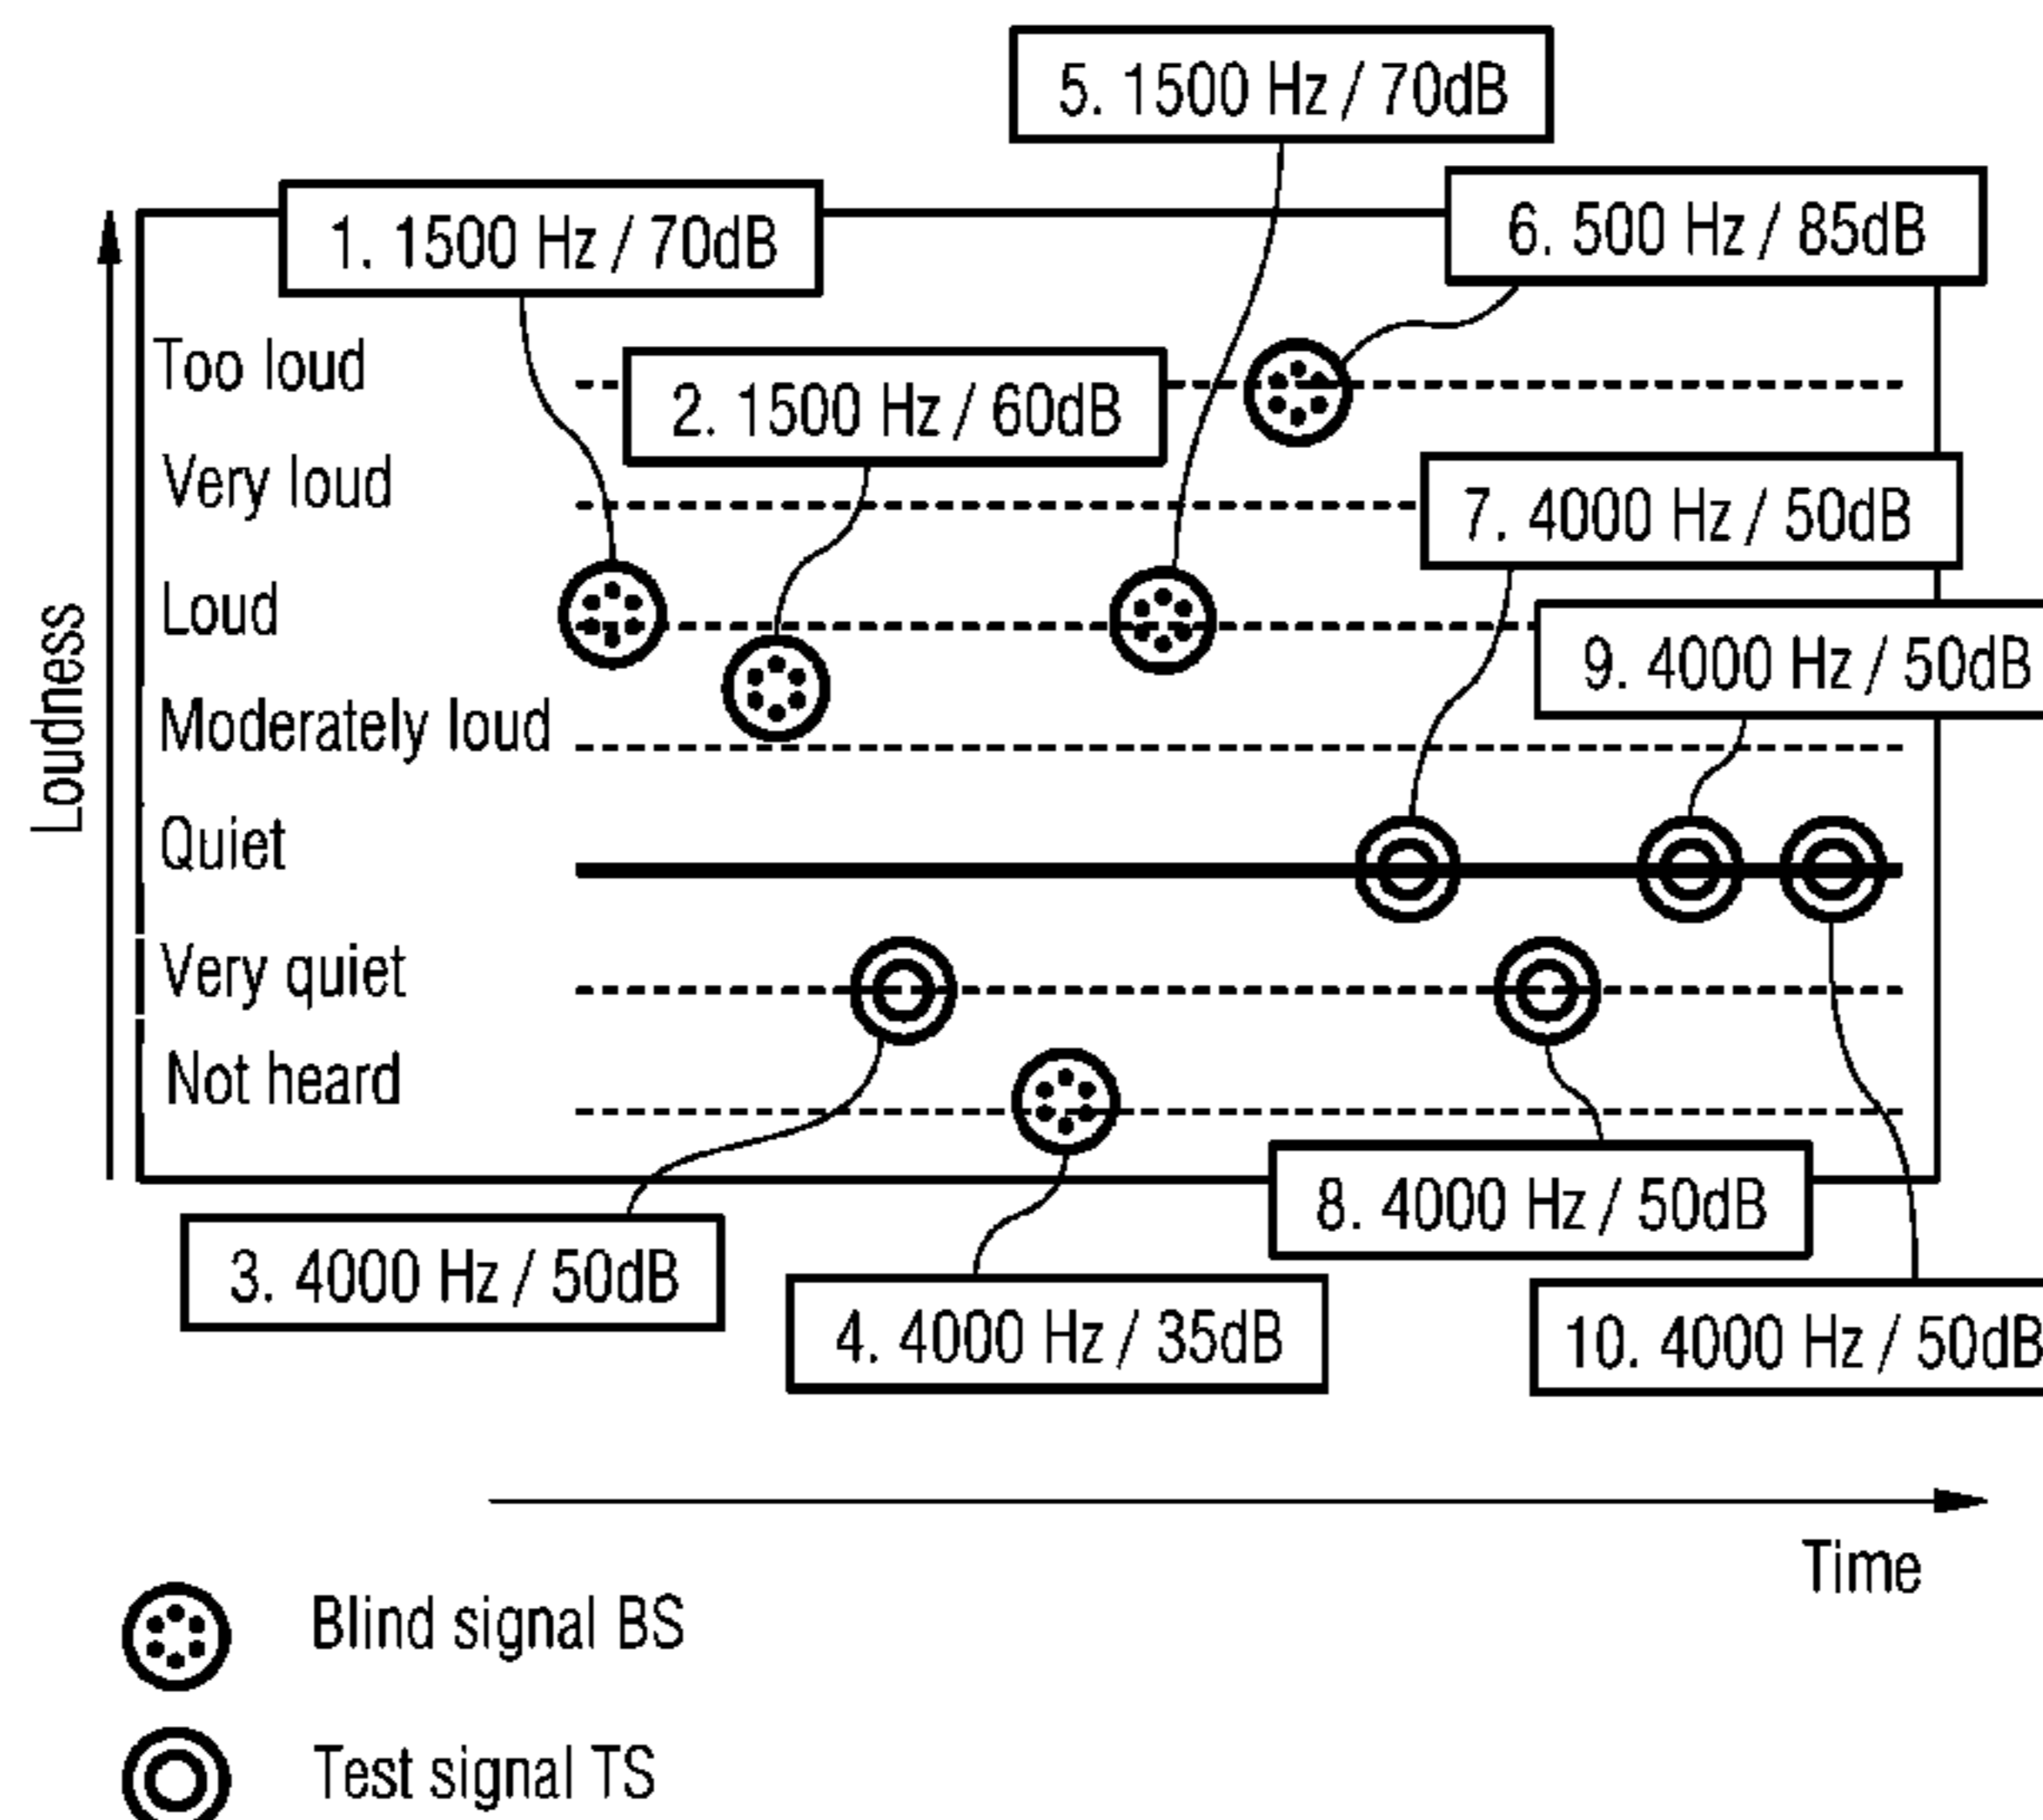 5. 1500 Hz / 70dB
1. 1500 Hz / 70dB
6. 500 Hz / 85dB
Too loud
2. 1500 Hz / 60dB
Very loud
7. 4000 Hz / 50dB
Loud
9. 4000 Hz / 50dB
Moderately loud
Loudness
Quiet
Very quiet
Not heard
8. 4000 Hz / 50dB
3. 4000 Hz / 50dB
4. 4000 Hz / 35dB
10. 4000 Hz / 50dB
Time
Blind signal BS
Test signal TS